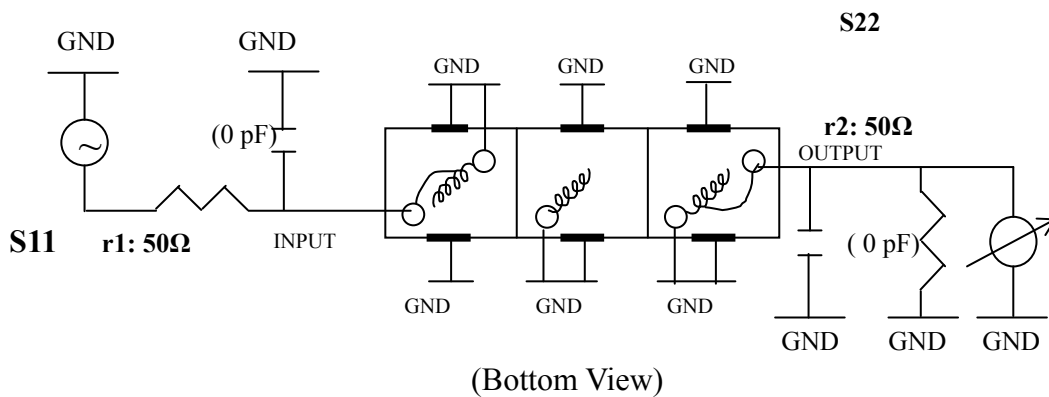 S22
GND
GND
GND
GND
GND
(0 pF)
r2: 50Ω
OUTPUT
S11
r1: 50Ω
INPUT
( 0 pF)
GND
GND
GND
GND
GND
GND
(Bottom View)